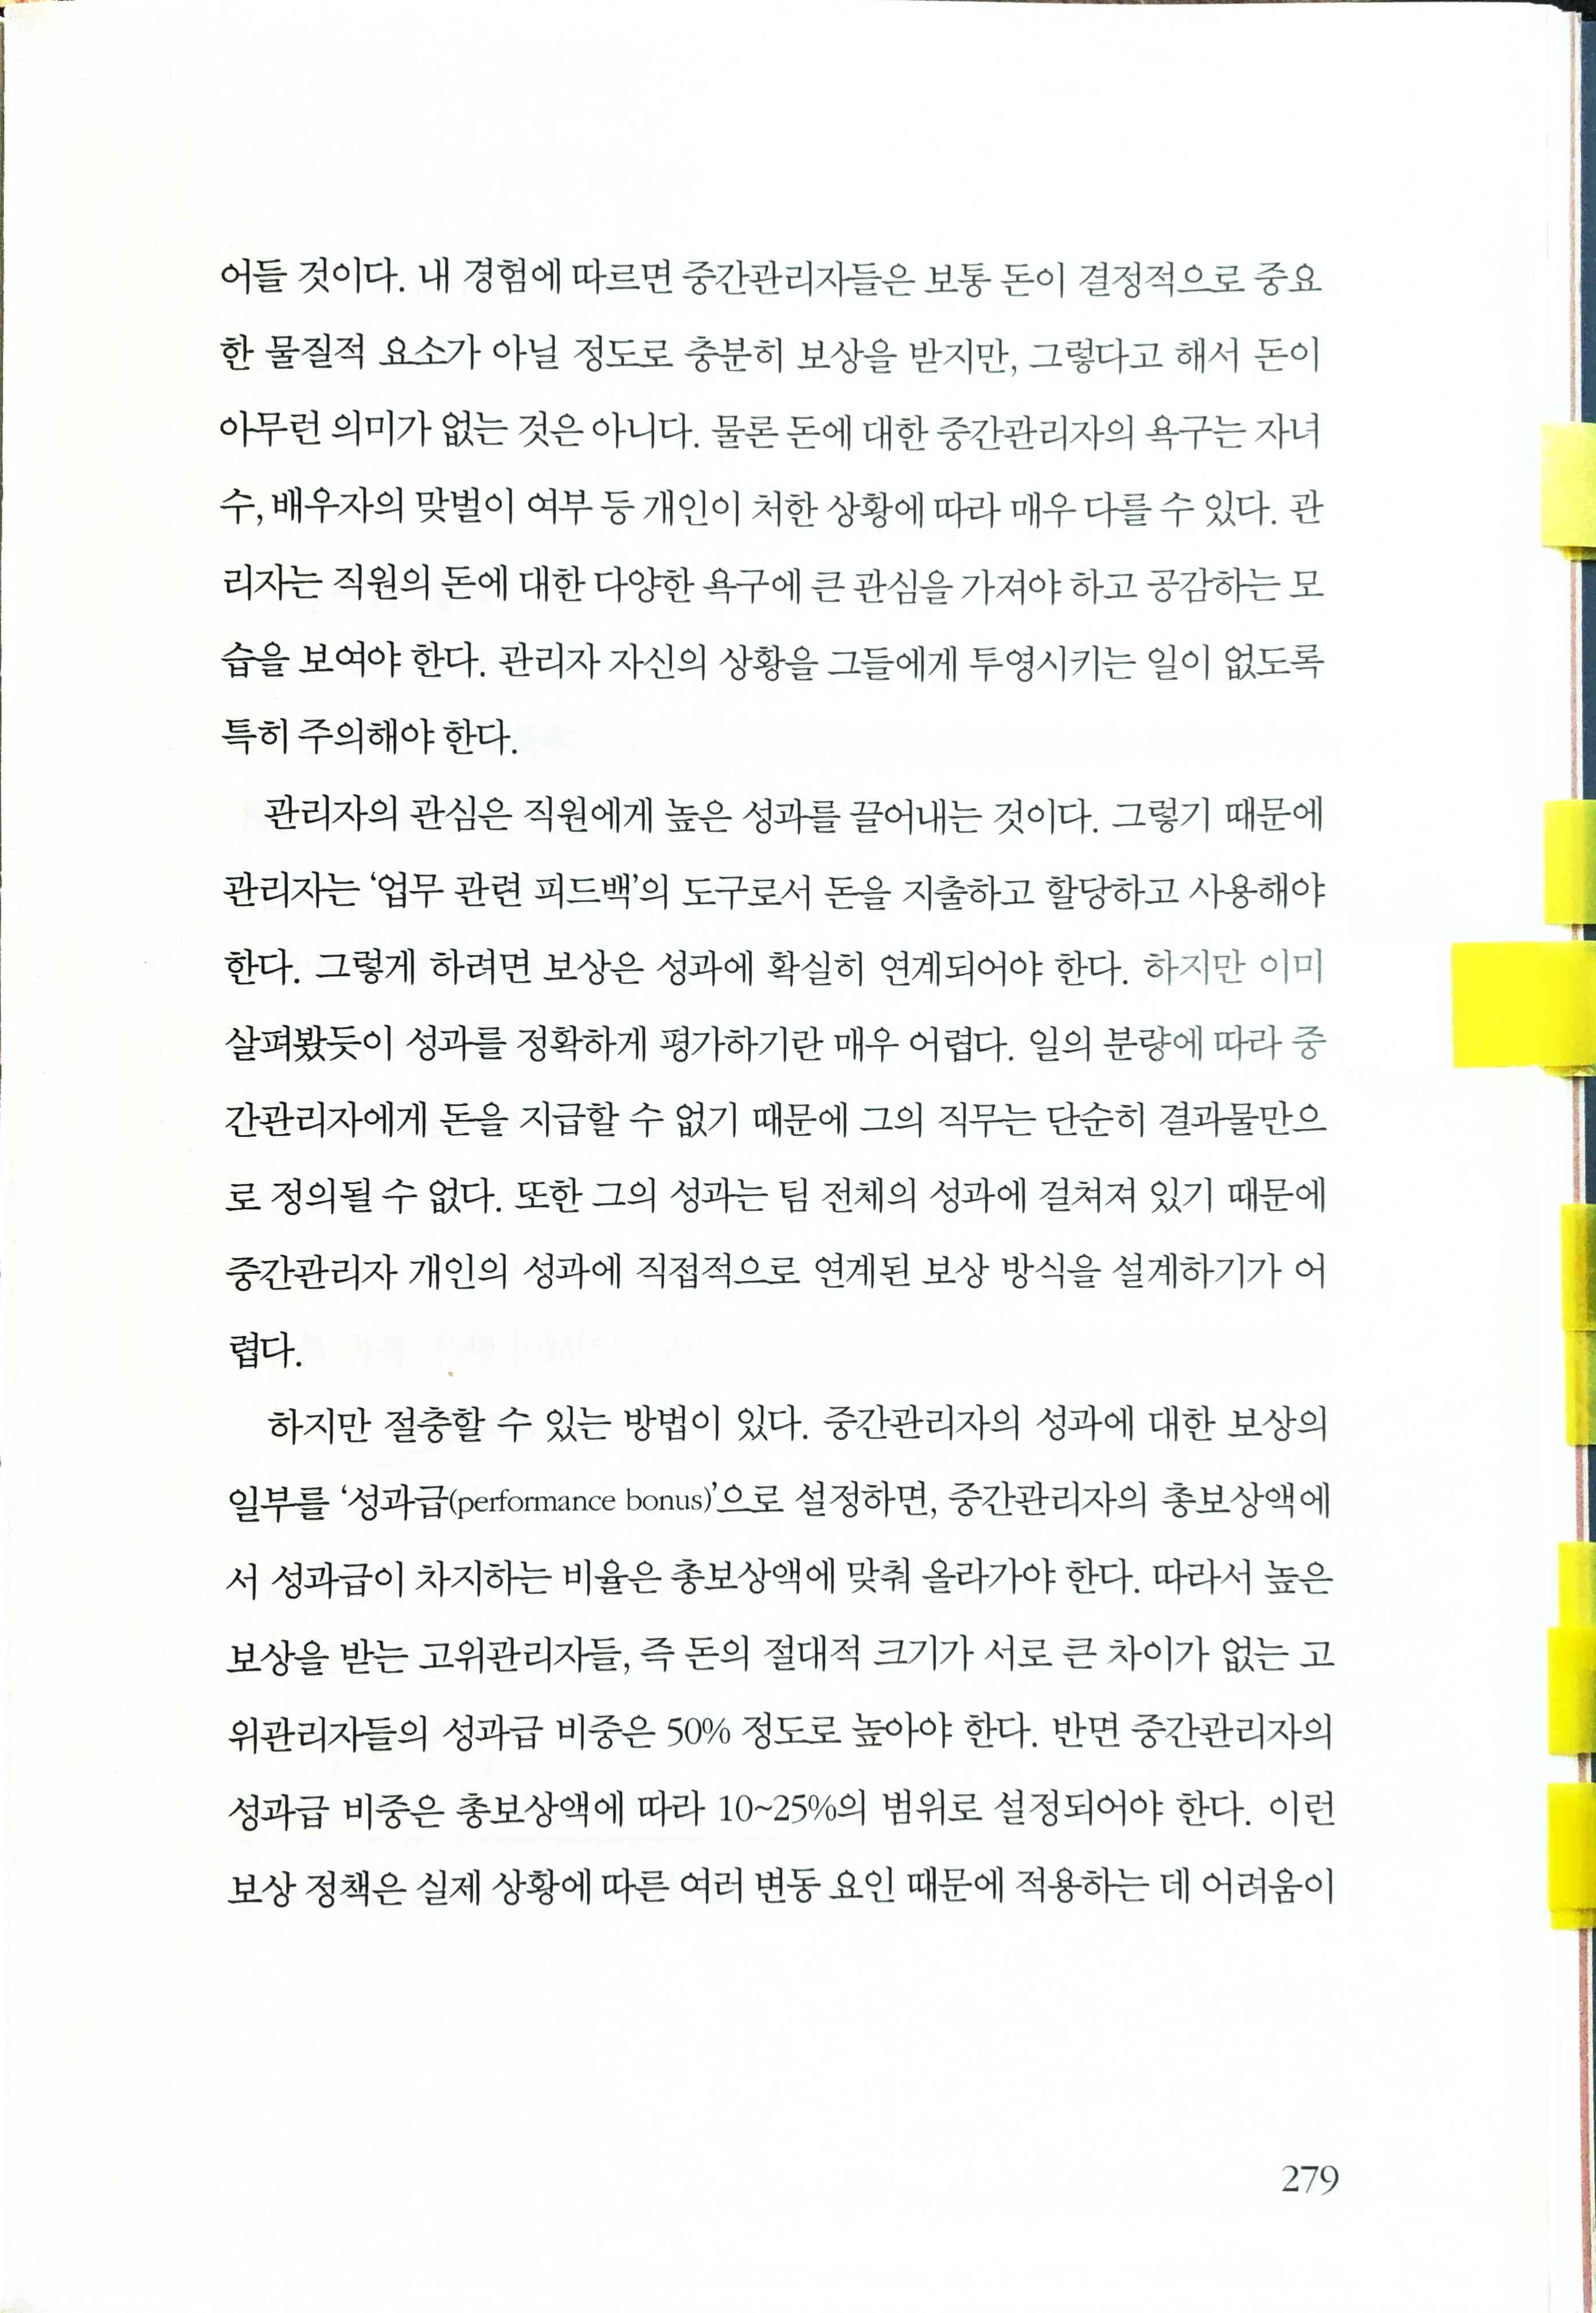 어들 것이다. 내 경험에 따르면 중간관리자들은 보통 돈이 결정적으로 중요
한 물질적 요소가 아닐 정도로 충분히 보상을 받지만, 그렇다고 해서 돈이
아무런 의미가 없는 것은 아니다. 물론 돈에 대한 중간관리자의 욕구는 자녀
수, 배우자의 맞벌이 여부 등 개인이 처한 상황에 따라 매우 다를 수 있다. 관
리자는 직원의 돈에 대한 다양한 욕구에 큰 관심을 가져야 하고 공감하는 모
습을 보여야 한다. 관리자 자신의 상황을 그들에게 투영시키는 일이 없도록
특히 주의해야 한다.
관리자의 관심은 직원에게 높은 성과를 끌어내는 것이다. 그렇기 때문에
관리자는 ‘업무 관련 피드백’의 도구로서 돈을 지출하고 할당하고 사용해야
한다. 그렇게 하려면 보상은 성과에 확실히 연계되어야 한다. 하지만 이미
살펴봤듯이 성과를 정확하게 평가하기란 매우 어렵다. 일의 분량에 따라 중
간관리자에게 돈을 지급할 수 없기 때문에 그의 직무는 단순히 결과물만으
로 정의될 수 없다. 또한 그의 성과는 팀 전체의 성과에 걸쳐져 있기 때문에
중간관리자 개인의 성과에 직접적으로 연계된 보상 방식을 설계하기가 어
렵다.
하지만 절충할 수 있는 방법이 있다. 중간관리자의 성과에 대한 보상의
일부를 ‘성과급(performance bonus)’으로 설정하면, 중간관리자의 총보상액에
서 성과급이 차지하는 비율은 총보상액에 맞춰 올라가야 한다. 따라서 높은
보상을 받는 고위관리자들, 즉 돈의 절대적 크기가 서로 큰 차이가 없는 고
위관리자들의 성과급 비중은 50% 정도로 높아야 한다. 반면 중간관리자의
성과급 비중은 총보상액에 따라 10~25%의 범위로 설정되어야 한다. 이런
보상 정책은 실제 상황에 따른 여러 변동 요인 때문에 적용하는 데 어려움이
279